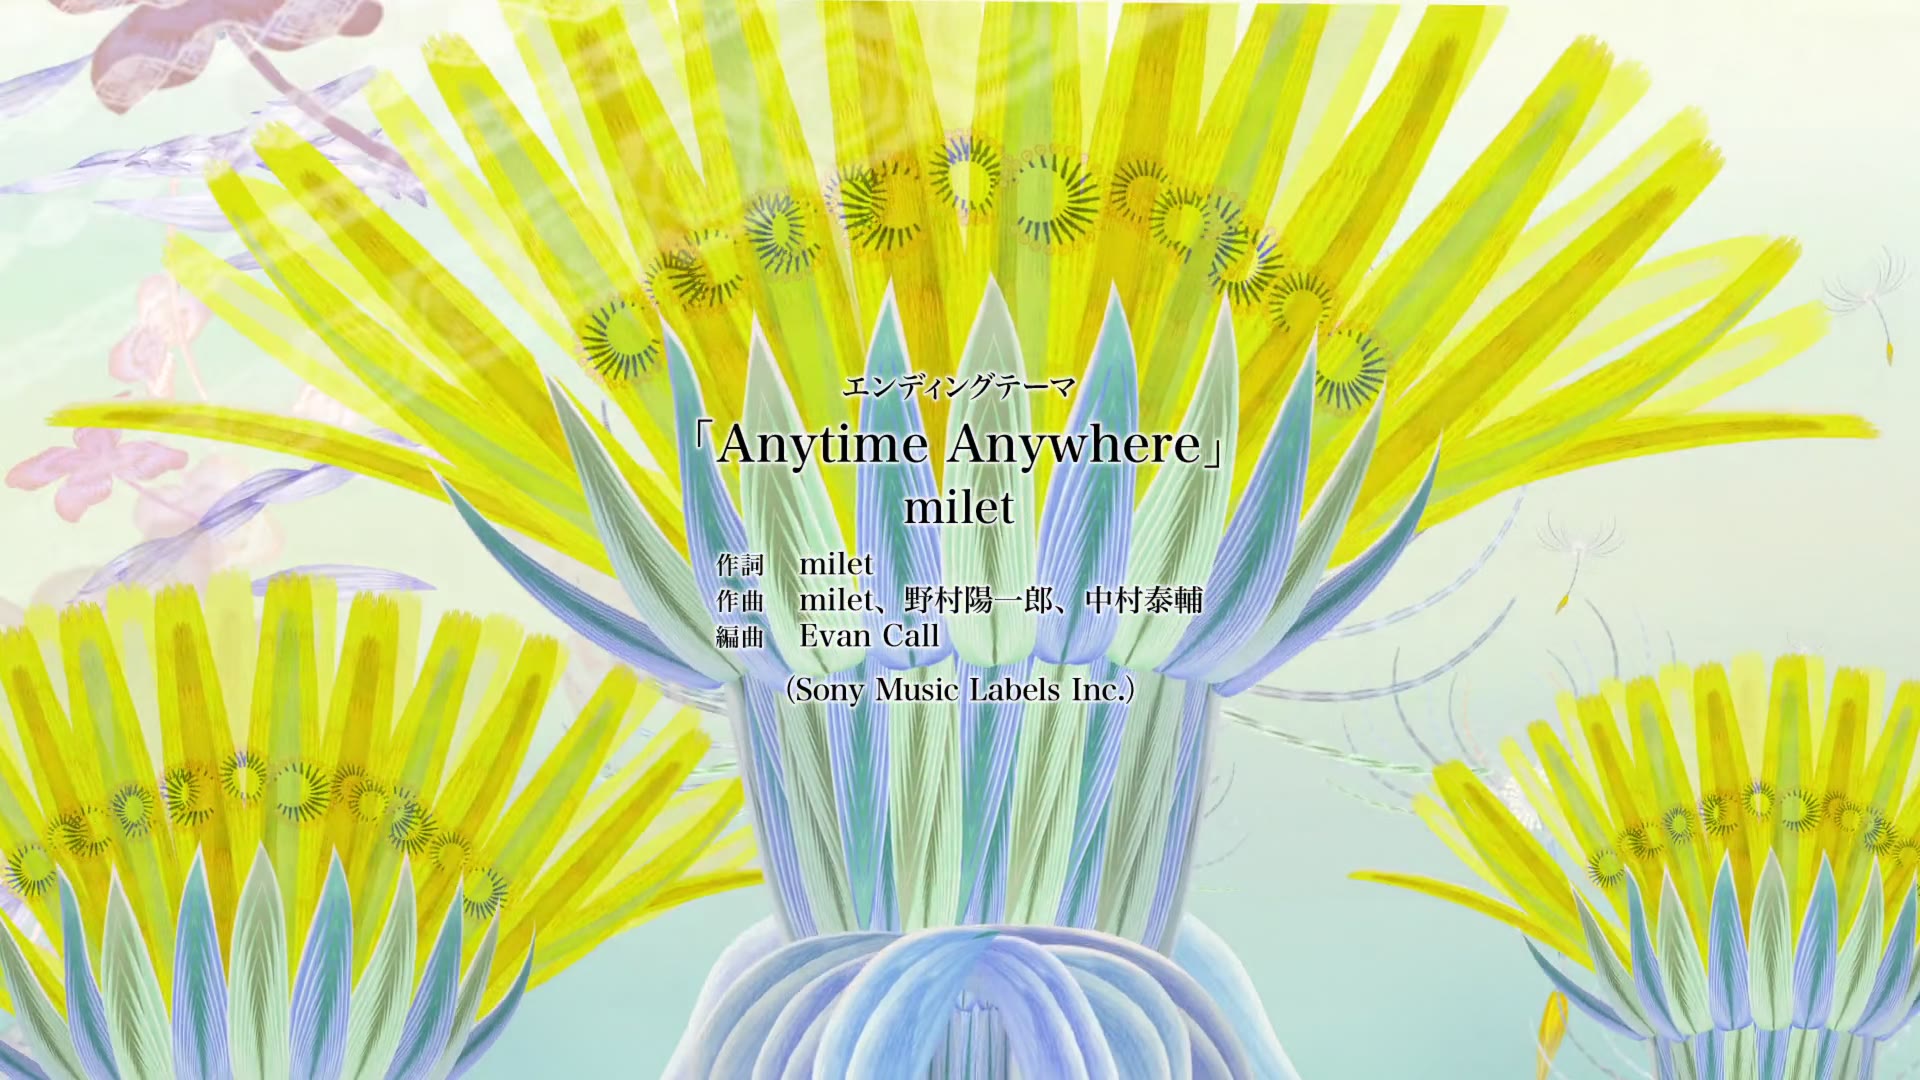 エンディングテーマ
「Anytime Anywhere」
milet
作詞 milet
作曲 milet、野村陽一郎、中村泰輔
編曲 Evan Call
(Sony Music Labels Inc.)